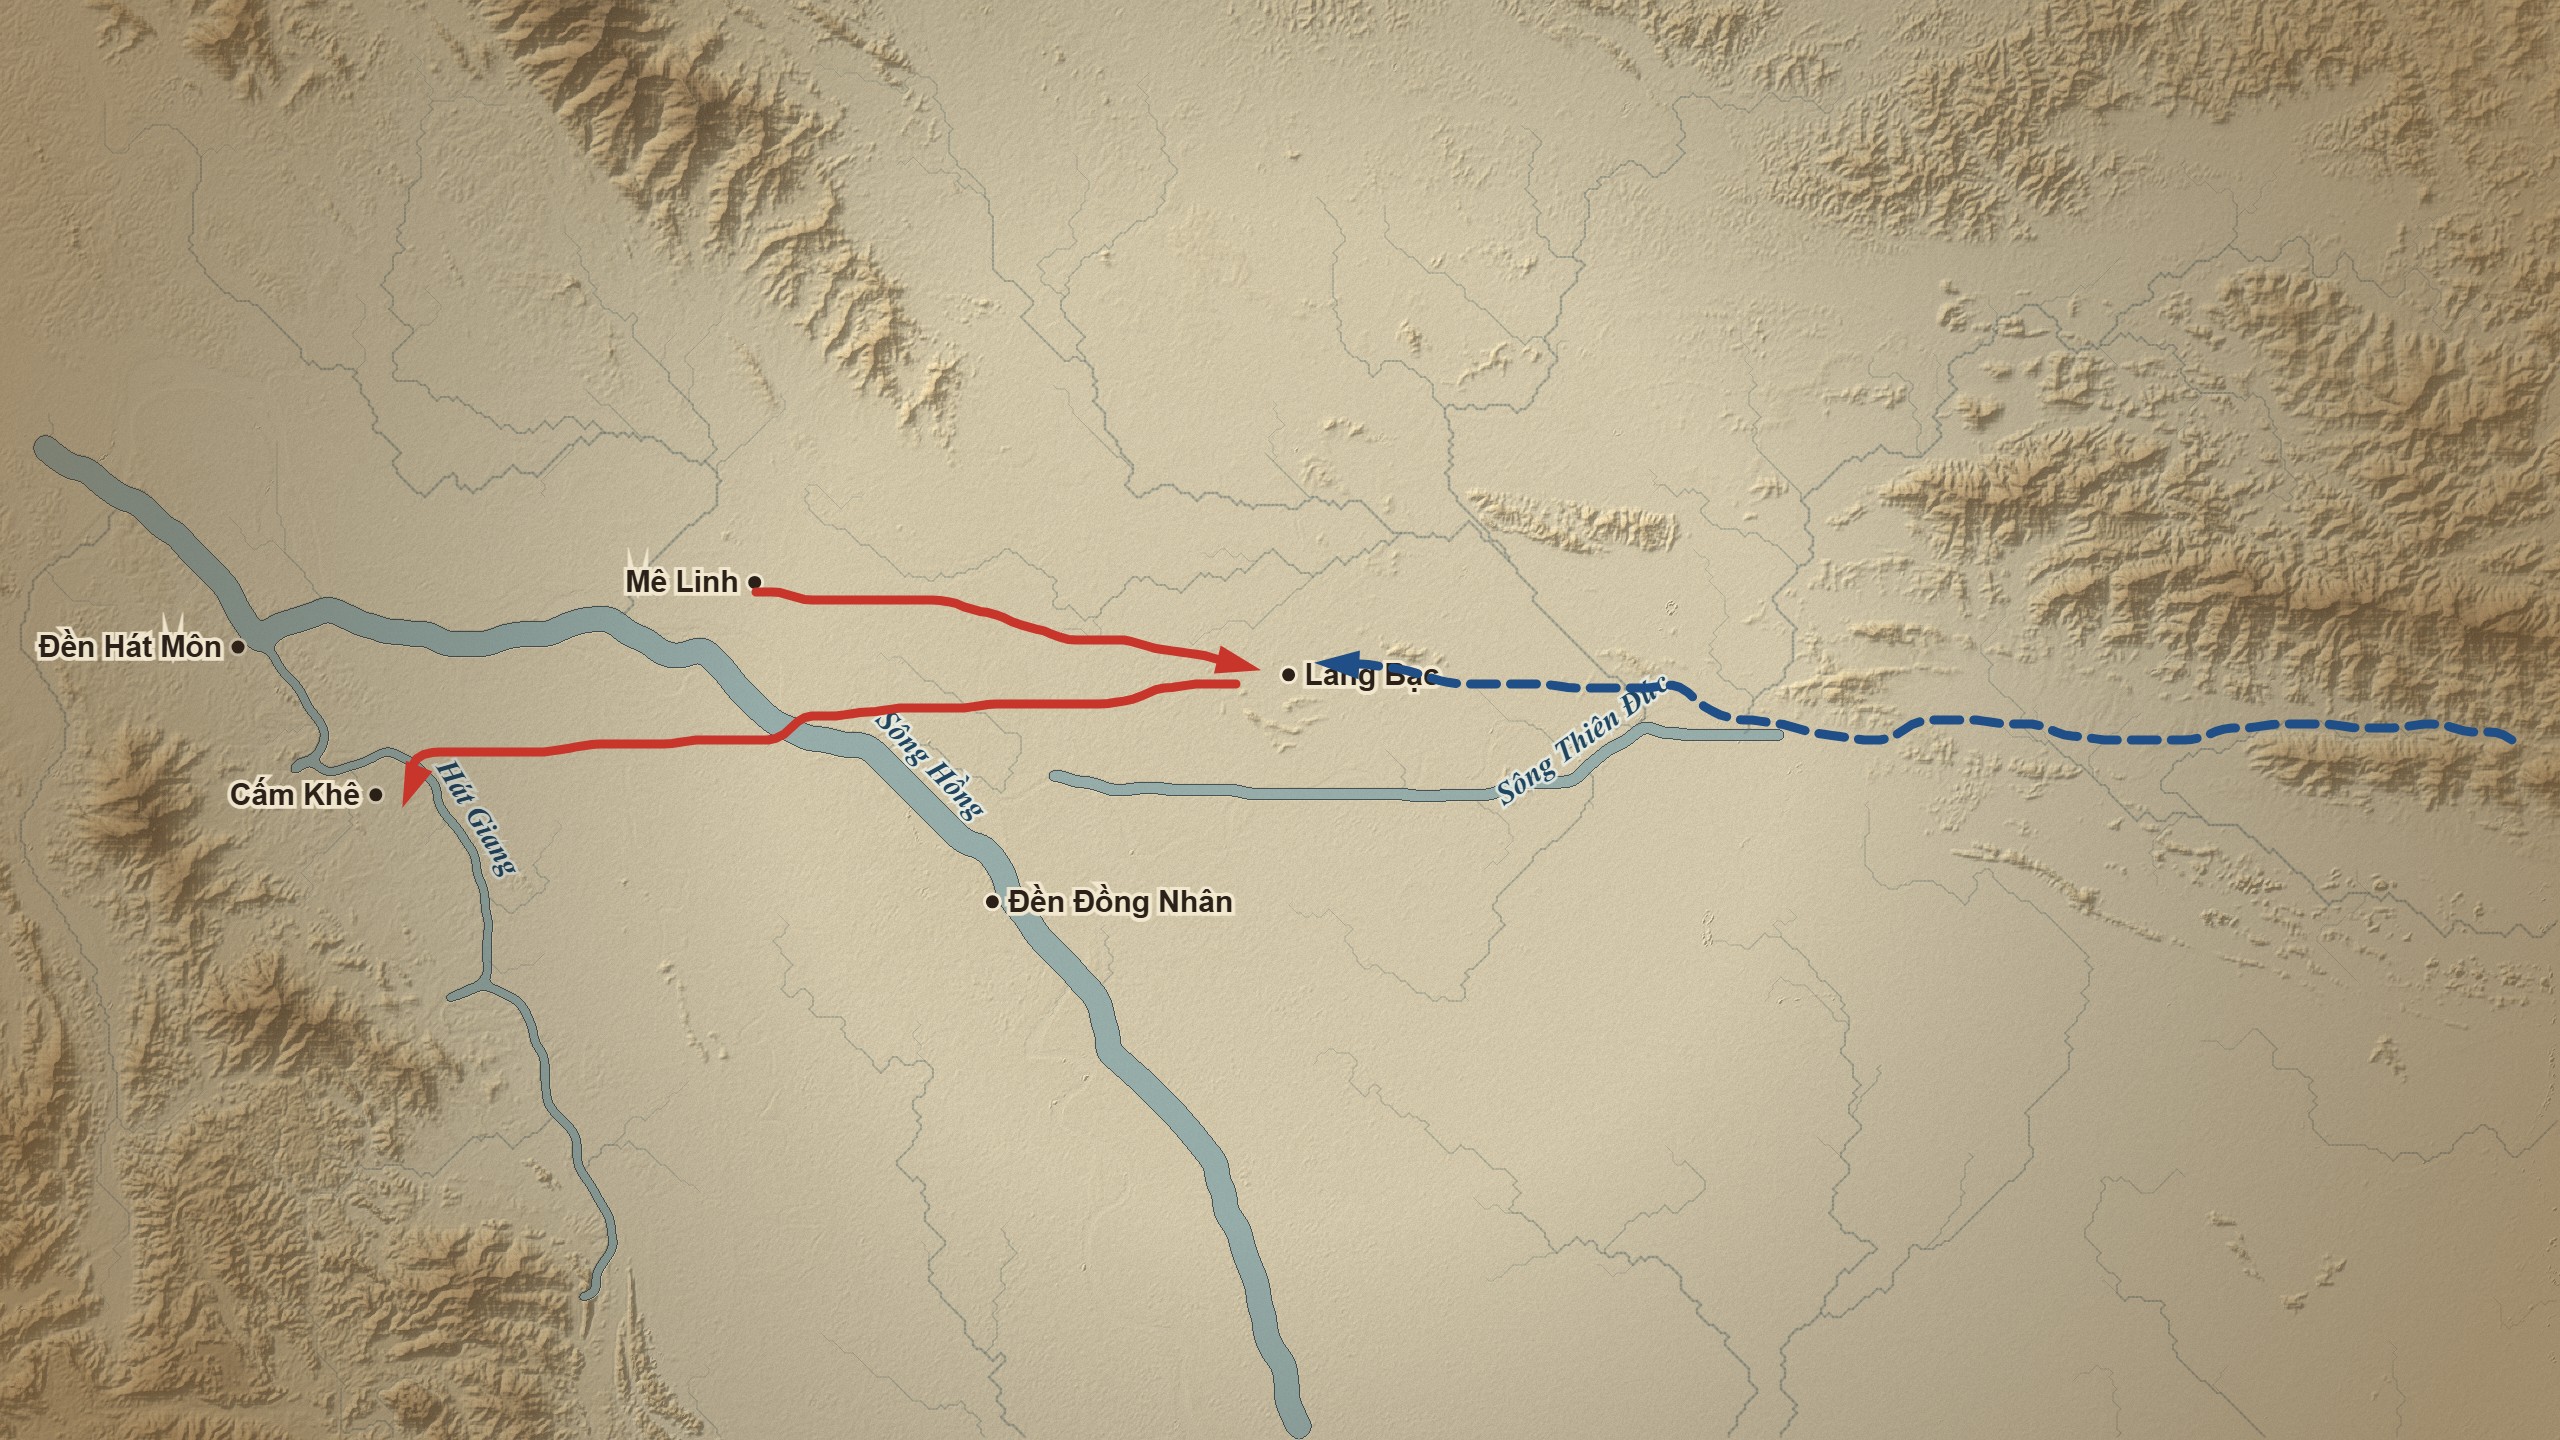 Mê Linh
Đền Hát Môn
Lãng Bạc
Sông Thiên Đức
Sông Hồng
Cấm Khê
Hát Giang
Đền Đồng Nhân